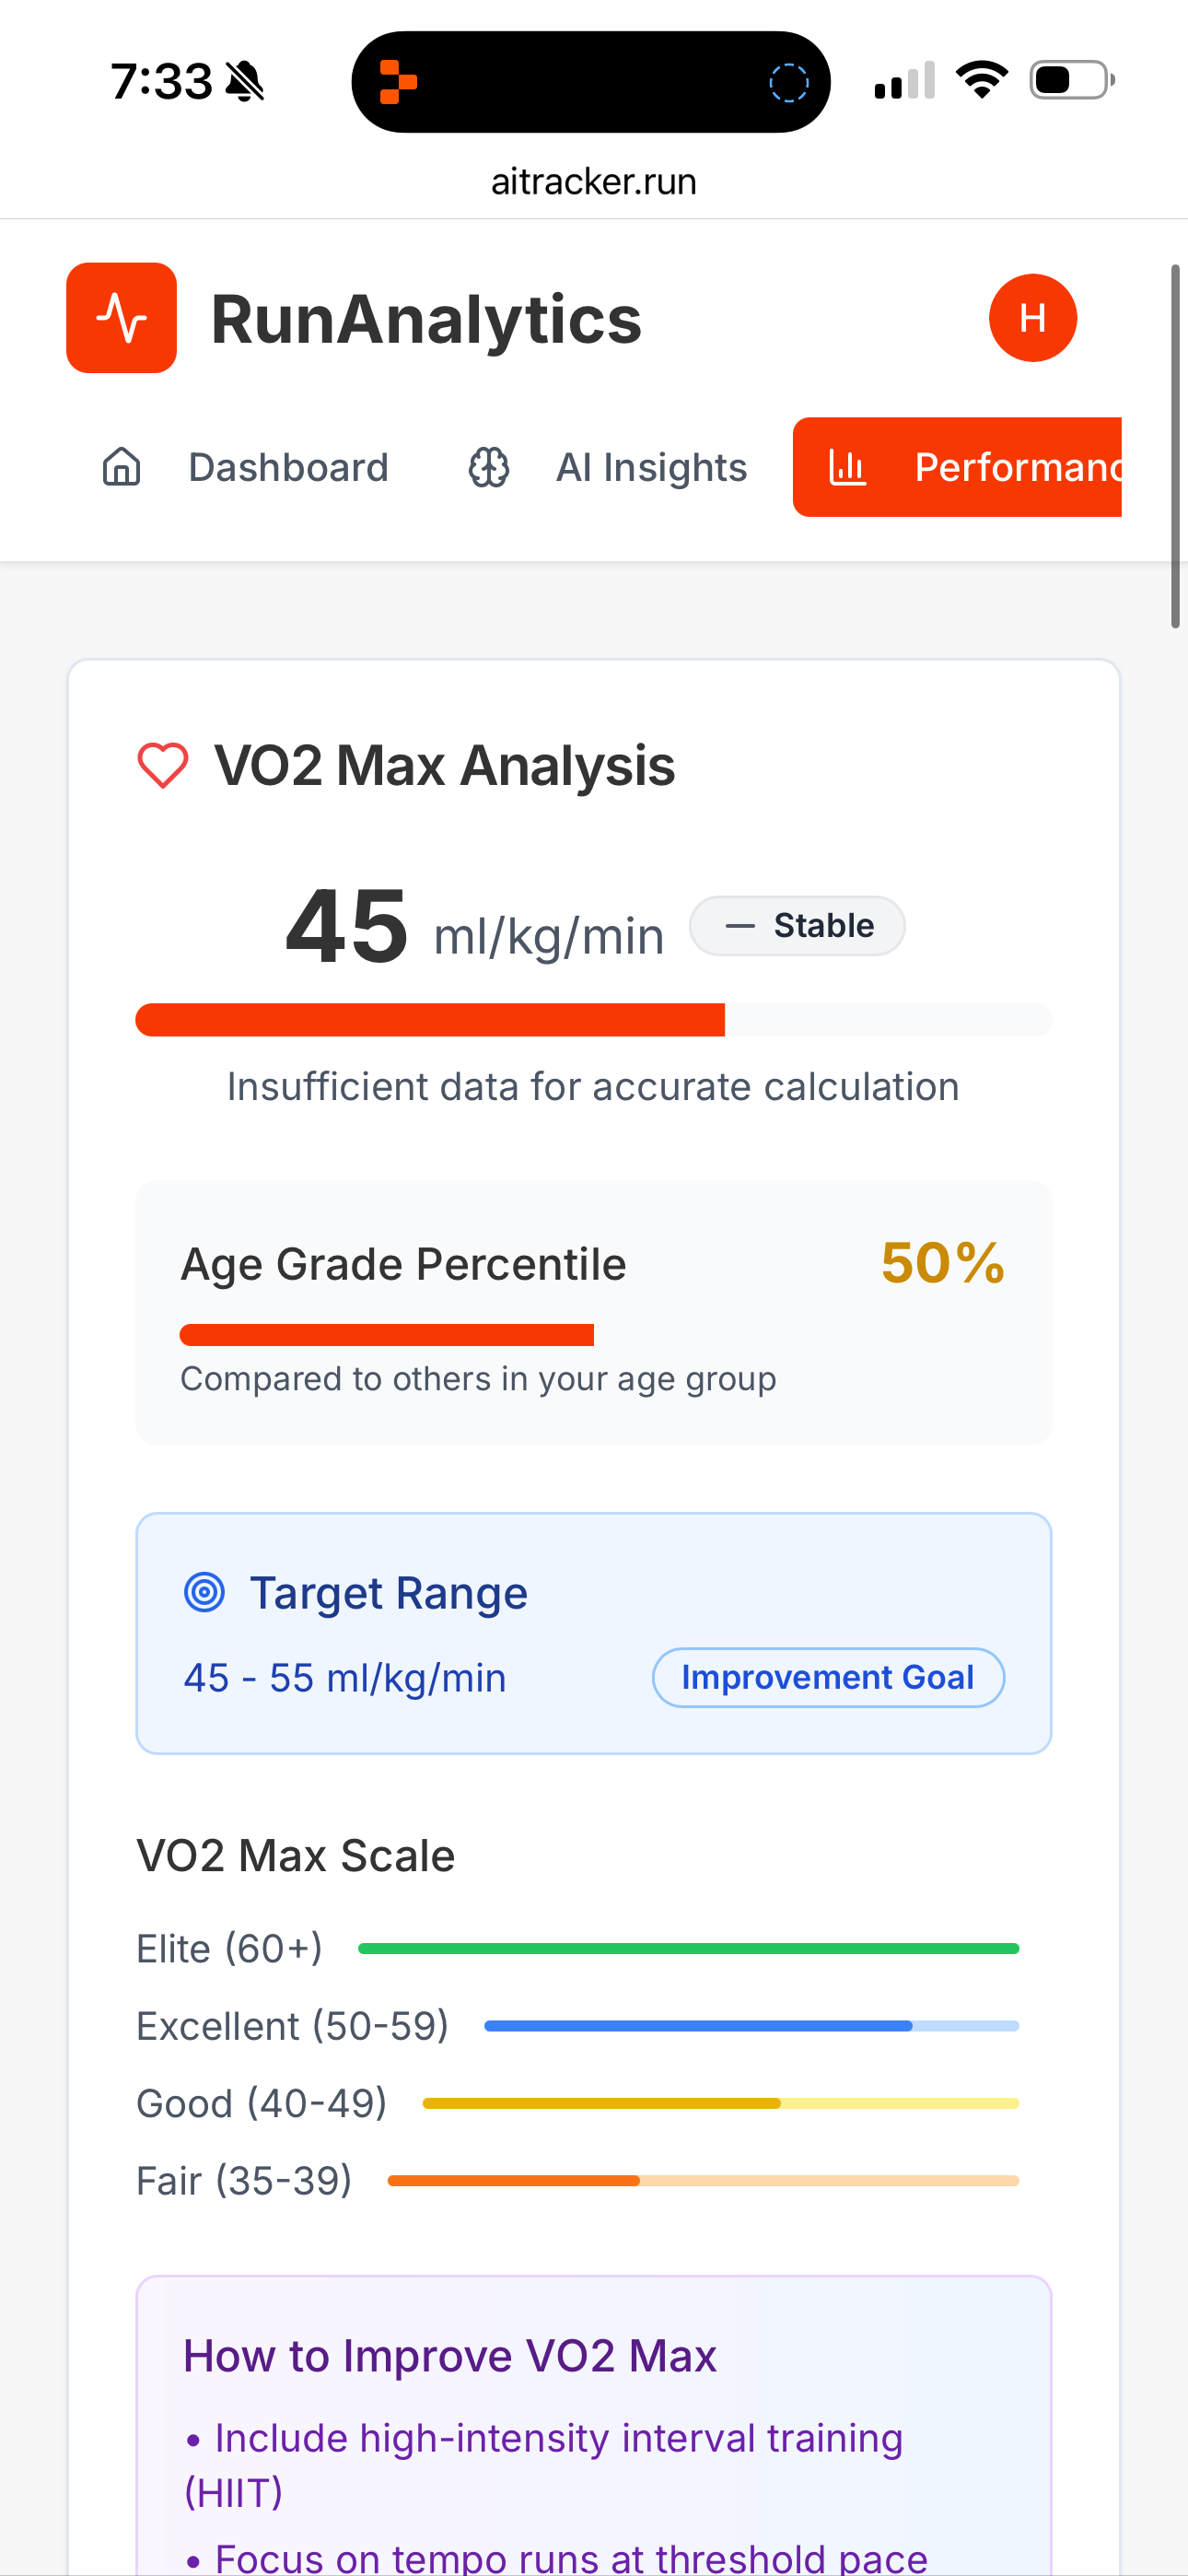 7:33
aitracker.run
RunAnalytics
H
Dashboard
AI Insights
Performanc
VO2 Max Analysis
45 ml/kg/min
Stable
Insufficient data for accurate calculation
Age Grade Percentile
50%
Compared to others in your age group
Target Range
45 - 55 ml/kg/min
Improvement Goal
VO2 Max Scale
Elite (60+)
Excellent (50-59)
Good (40-49)
Fair (35-39)
How to Improve VO2 Max
• Include high-intensity interval training
(HIIT)
• Focus on tempo runs at threshold pace